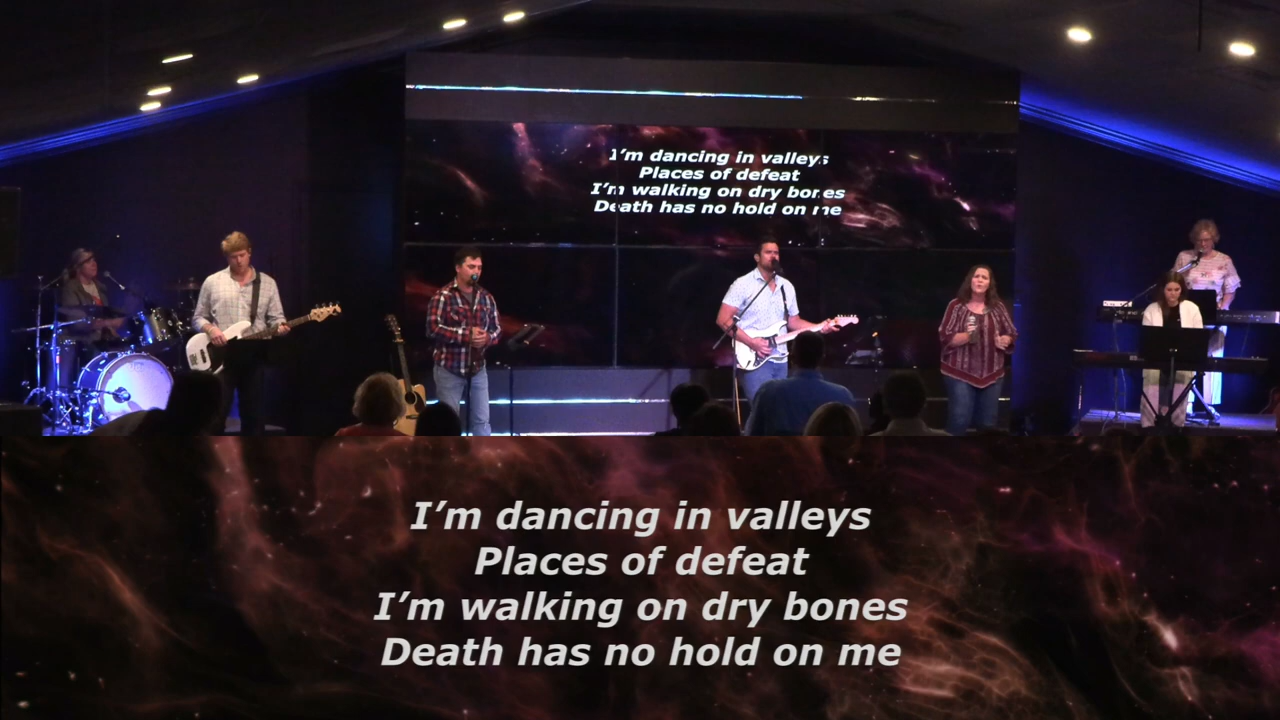 I'm dancing in valleys
Places of defeat
I'm walking on dry bones
Death has no hold on me
I’m dancing in valleys
Places of defeat
I’m walking on dry bones
Death has no hold on me